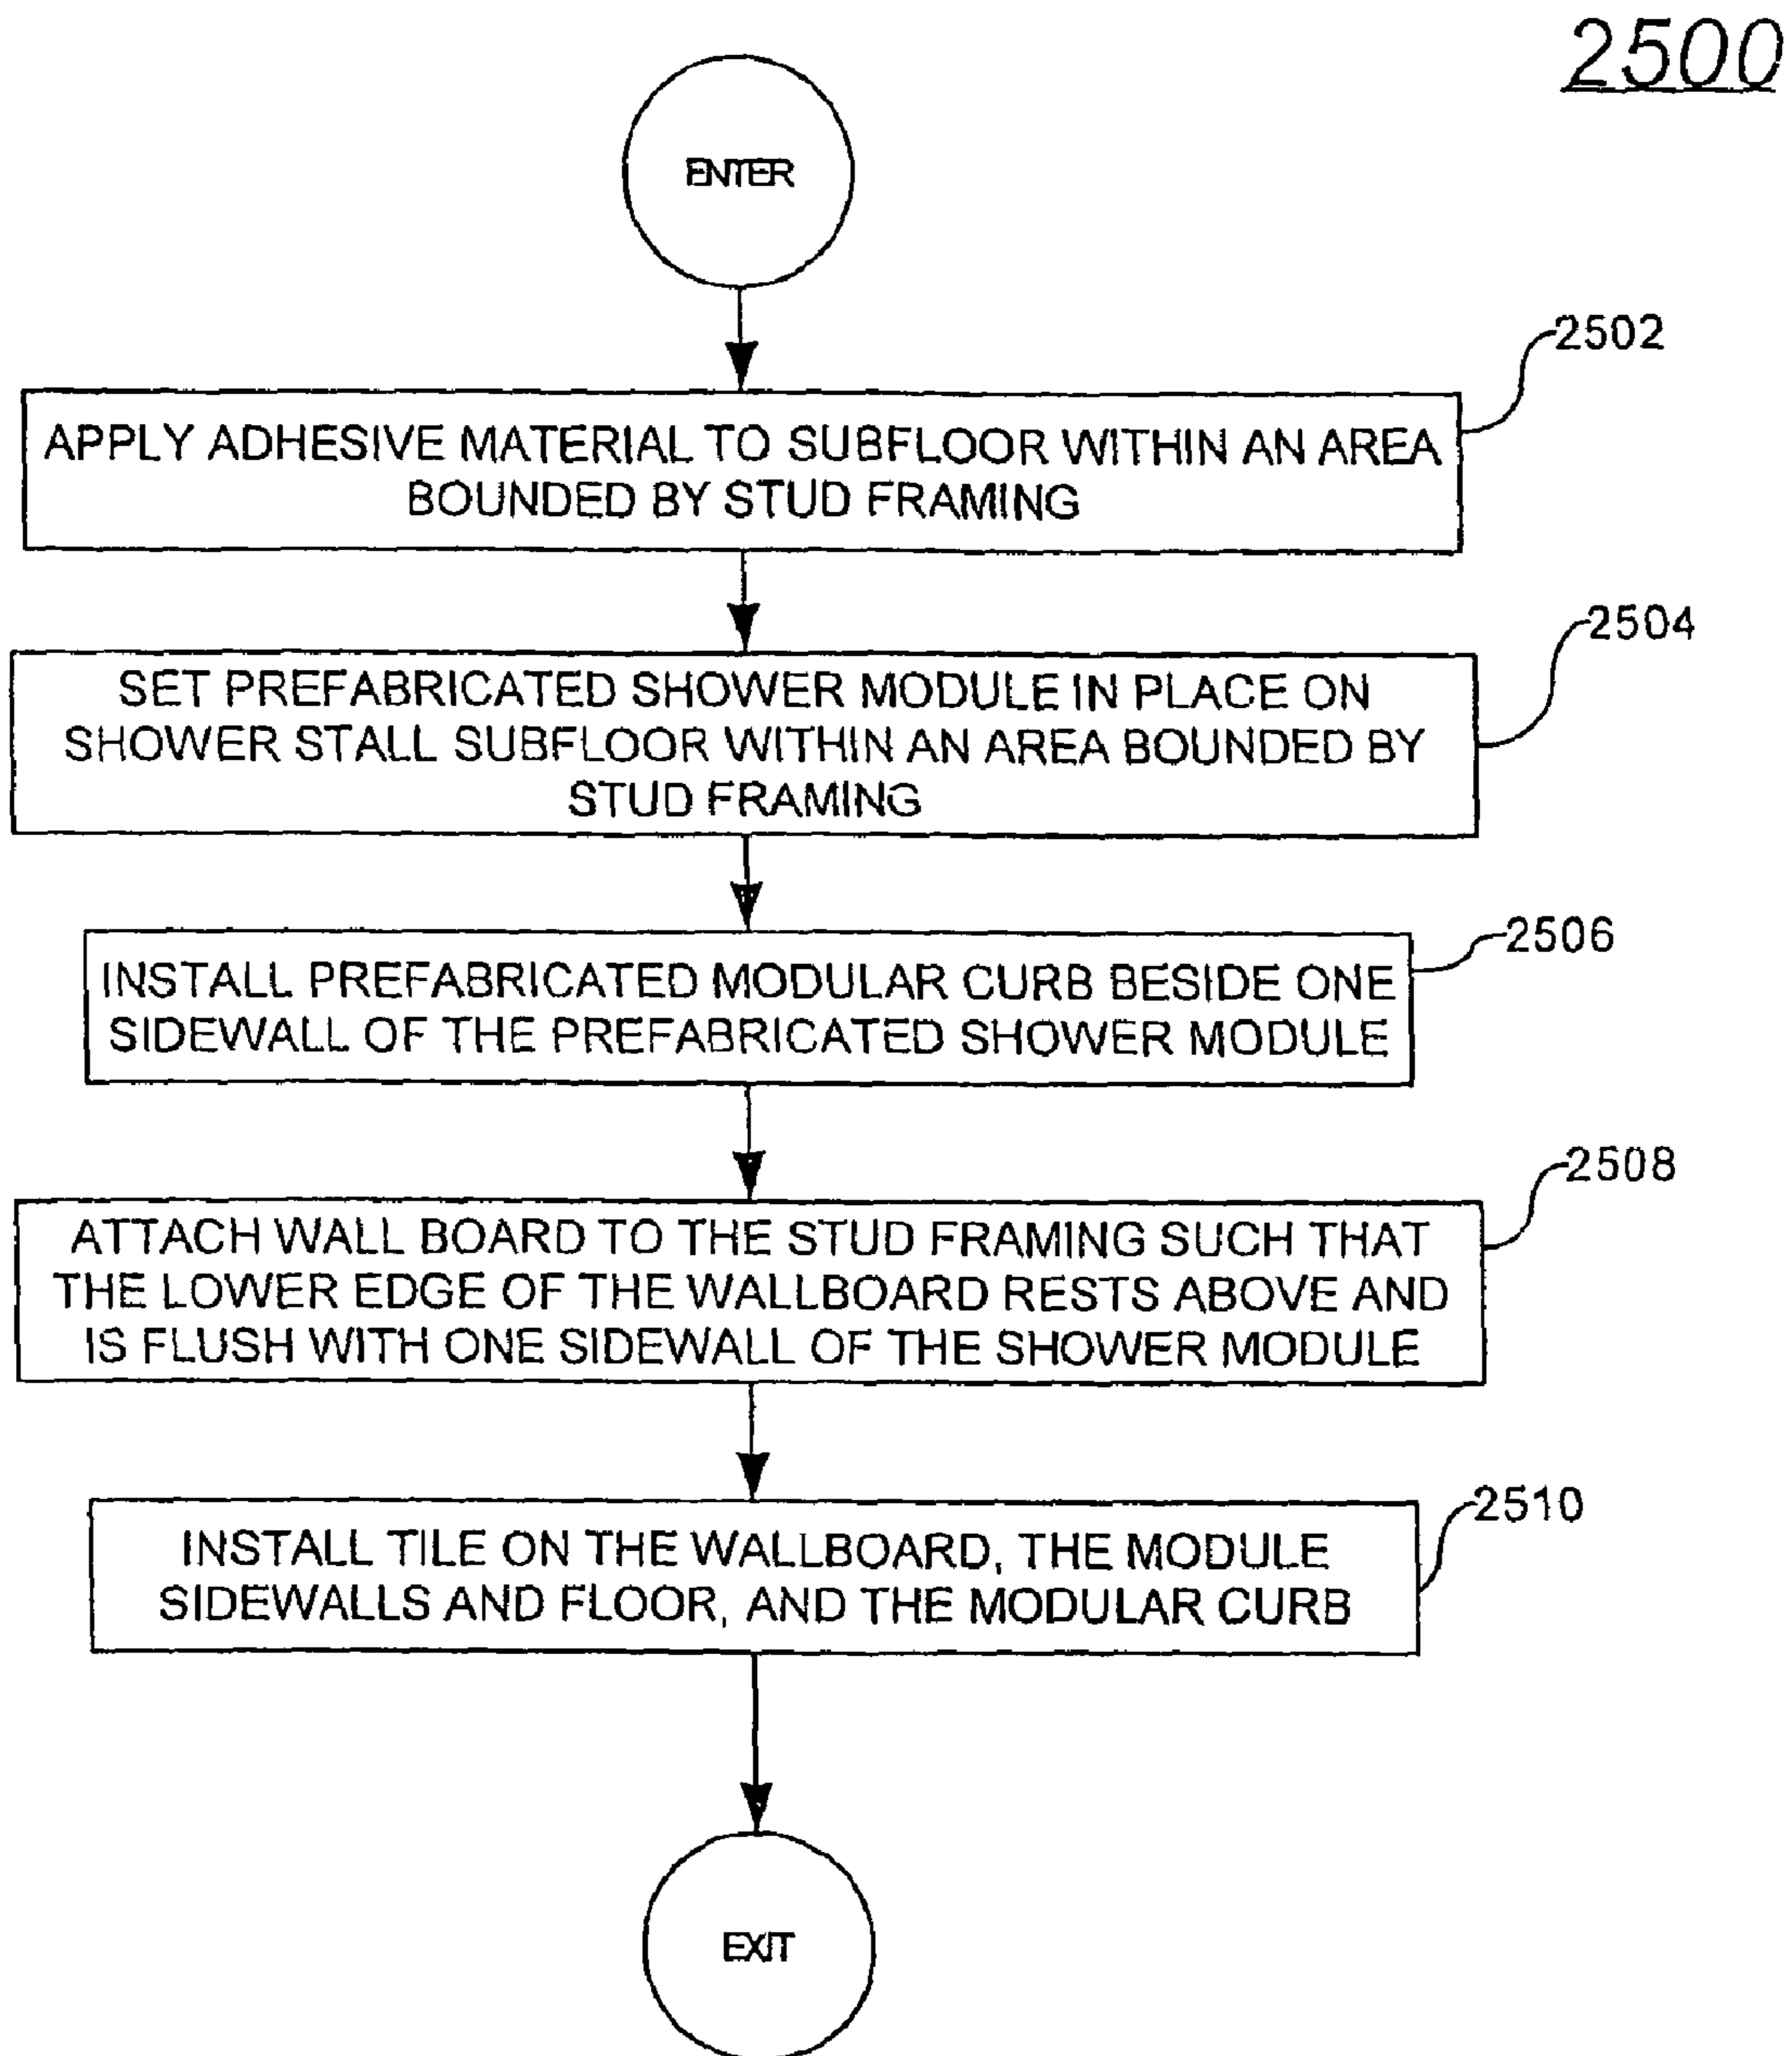 2500
ENTER
2502
APPLY ADHESIVE MATERIAL TO SUBFLOOR WITHIN AN AREA
BOUNDED BY STUD FRAMING
2504
SET PREFABRICATED SHOWER MODULE IN PLACE ON
SHOWER STALL SUBFLOOR WITHIN AN AREA BOUNDED BY
STUD FRAMING
2506
INSTALL PREFABRICATED MODULAR CURB BESIDE ONE
SIDEWALL OF THE PREFABRICATED SHOWER MODULE
2508
ATTACH WALL BOARD TO THE STUD FRAMING SUCH THAT
THE LOWER EDGE OF THE WALLBOARD RESTS ABOVE AND
IS FLUSH WITH ONE SIDEWALL OF THE SHOWER MODULE
2510
INSTALL TILE ON THE WALLBOARD, THE MODULE
SIDEWALLS AND FLOOR, AND THE MODULAR CURB
EXIT